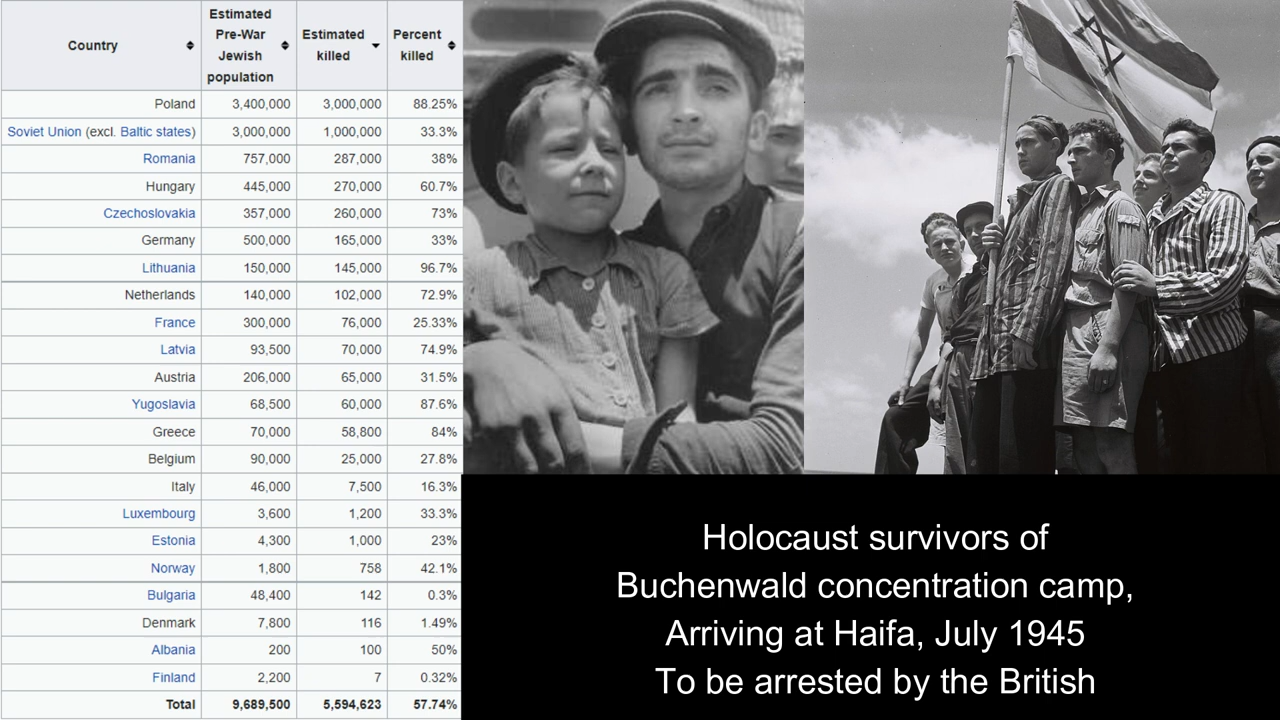 Country
Estimated
Pre-War
Jewish
population
Estimated
killed
Percent
killed
Poland 3,400,000 3,000,000 88.25%
Soviet Union (excl. Baltic states) 3,000,000 1,000,000 33.3%
Romania 757,000 287,000 38%
Hungary 445,000 270,000 60.7%
Czechoslovakia 357,000 260,000 73%
Germany 500,000 165,000 33%
Lithuania 150,000 145,000 96.7%
Netherlands 140,000 102,000 72.9%
France 300,000 76,000 25.33%
Latvia 93,500 70,000 74.9%
Austria 206,000 65,000 31.5%
Yugoslavia 68,500 60,000 87.6%
Greece 70,000 58,800 84%
Belgium 90,000 25,000 27.8%
Italy 46,000 7,500 16.3%
Luxembourg 3,600 1,200 33.3%
Estonia 4,300 1,000 23%
Norway 1,800 758 42.1%
Bulgaria 48,400 142 0.3%
Denmark 7,800 116 1.49%
Albania 200 100 50%
Finland 2,200 7 0.32%
Total 9,689,500 5,594,623 57.74%
Holocaust survivors of
Buchenwald concentration camp,
Arriving at Haifa, July 1945
To be arrested by the British